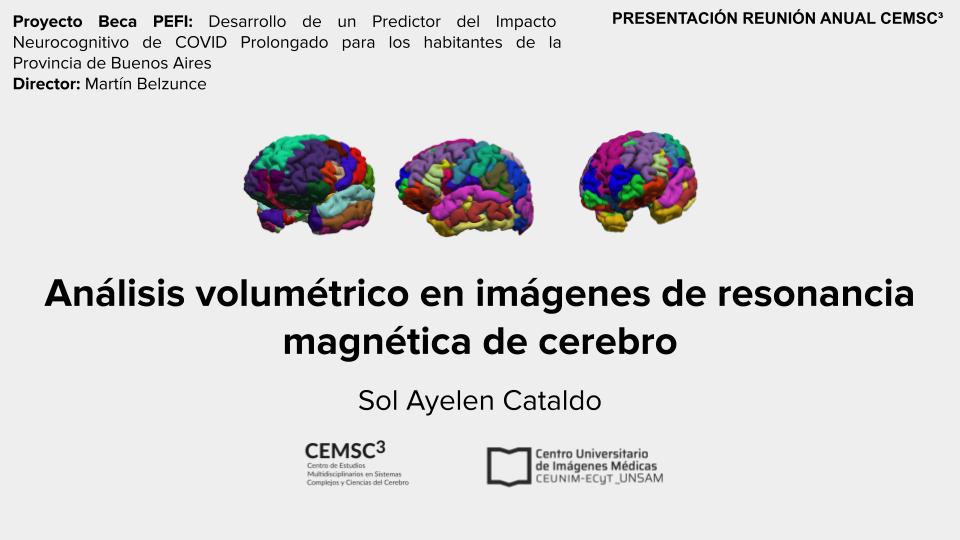 Proyecto Beca PEFI: Desarrollo de un Predictor del Impacto
Neurocognitivo de COVID Prolongado para los habitantes de la
Provincia de Buenos Aires
Director: Martín Belzunce
PRESENTACIÓN REUNIÓN ANUAL CEMSC³
Análisis volumétrico en imágenes de resonancia
magnética de cerebro
Sol Ayelen Cataldo
CEMSC³
Centro de Estudios
Multidisciplinarios en Sistemas
Complejos y Ciencias del Cerebro
Centro Universitario
de Imágenes Médicas
CEUNIM-ECyT_UNSAM